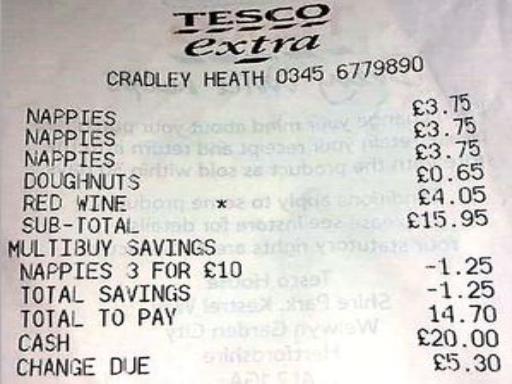 TESCO
extra
CRADLEY HEATH 0345 6779890
NAPPIES £3.75
NAPPIES £3.75
NAPPIES £3.75
DOUGHNUTS £0.65
RED WINE * £4.05
SUB-TOTAL £15.95
MULTIBUY SAVINGS
NAPPIES 3 FOR £10 -1.25
TOTAL SAVINGS -1.25
TOTAL TO PAY 14.70
CASH £20.00
CHANGE DUE £5.30